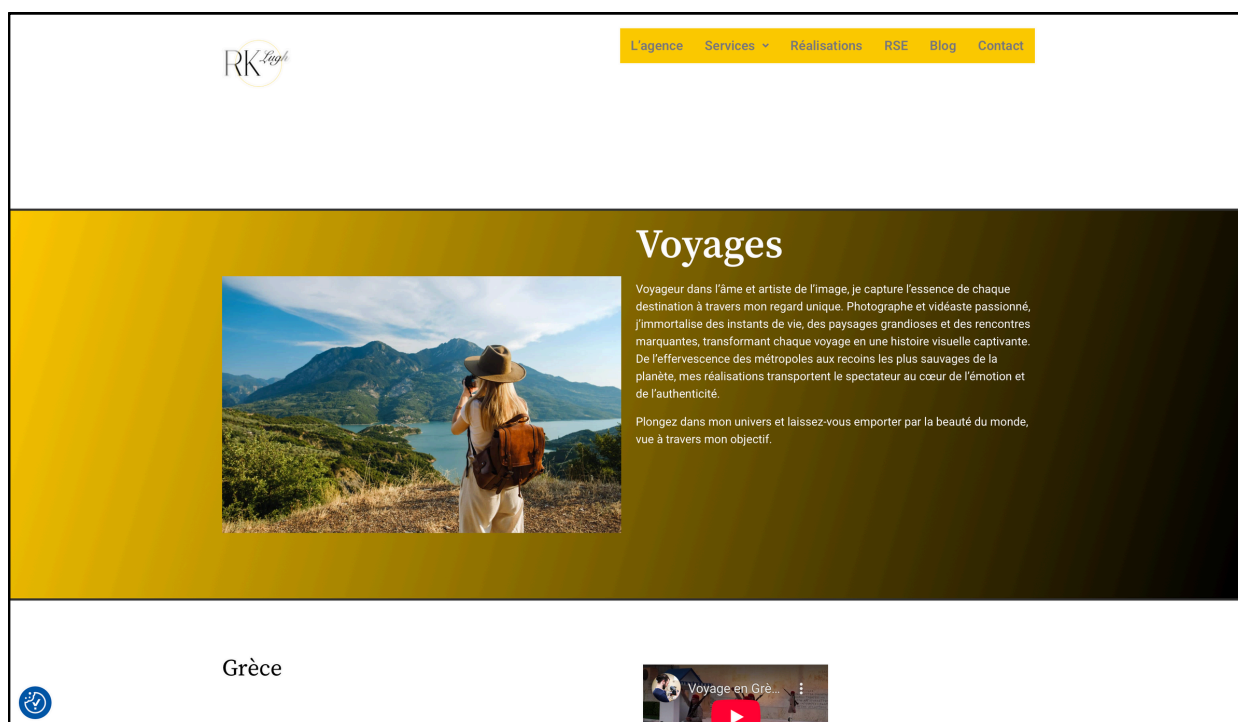 RK Lugh
L'agence Services Réalisations RSE Blog Contact
Voyages
Voyageur dans l'âme et artiste de l'image, je capture l'essence de chaque
destination à travers mon regard unique. Photographe et vidéaste passionné,
j'immortalise des instants de vie, des paysages grandioses et des rencontres
marquantes, transformant chaque voyage en une histoire visuelle captivante.
De l'effervescence des métropoles aux recoins les plus sauvages de la
planète, mes réalisations transportent le spectateur au cœur de l'émotion et
de l'authenticité.
Plongez dans mon univers et laissez-vous emporter par la beauté du monde,
vue à travers mon objectif.
Grèce
Voyage en Grè...